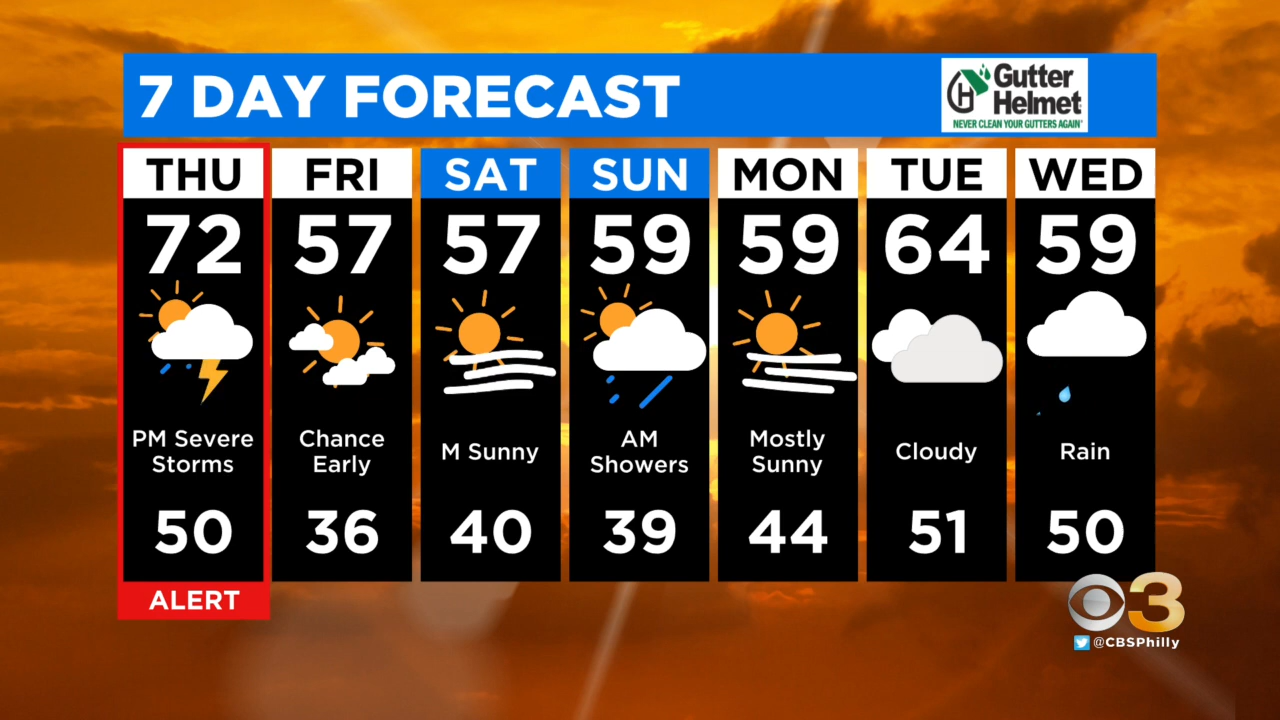 7 DAY FORECAST
Gutter
Helmet
NEVER CLEAN YOUR GUTTERS AGAIN®
THU
72
PM Severe
Storms
50
ALERT
FRI
57
Chance
Early
36
SAT
57
M Sunny
40
SUN
59
AM
Showers
39
MON
59
Mostly
Sunny
44
TUE
64
Cloudy
51
WED
59
Rain
50
3
@CBSPhilly